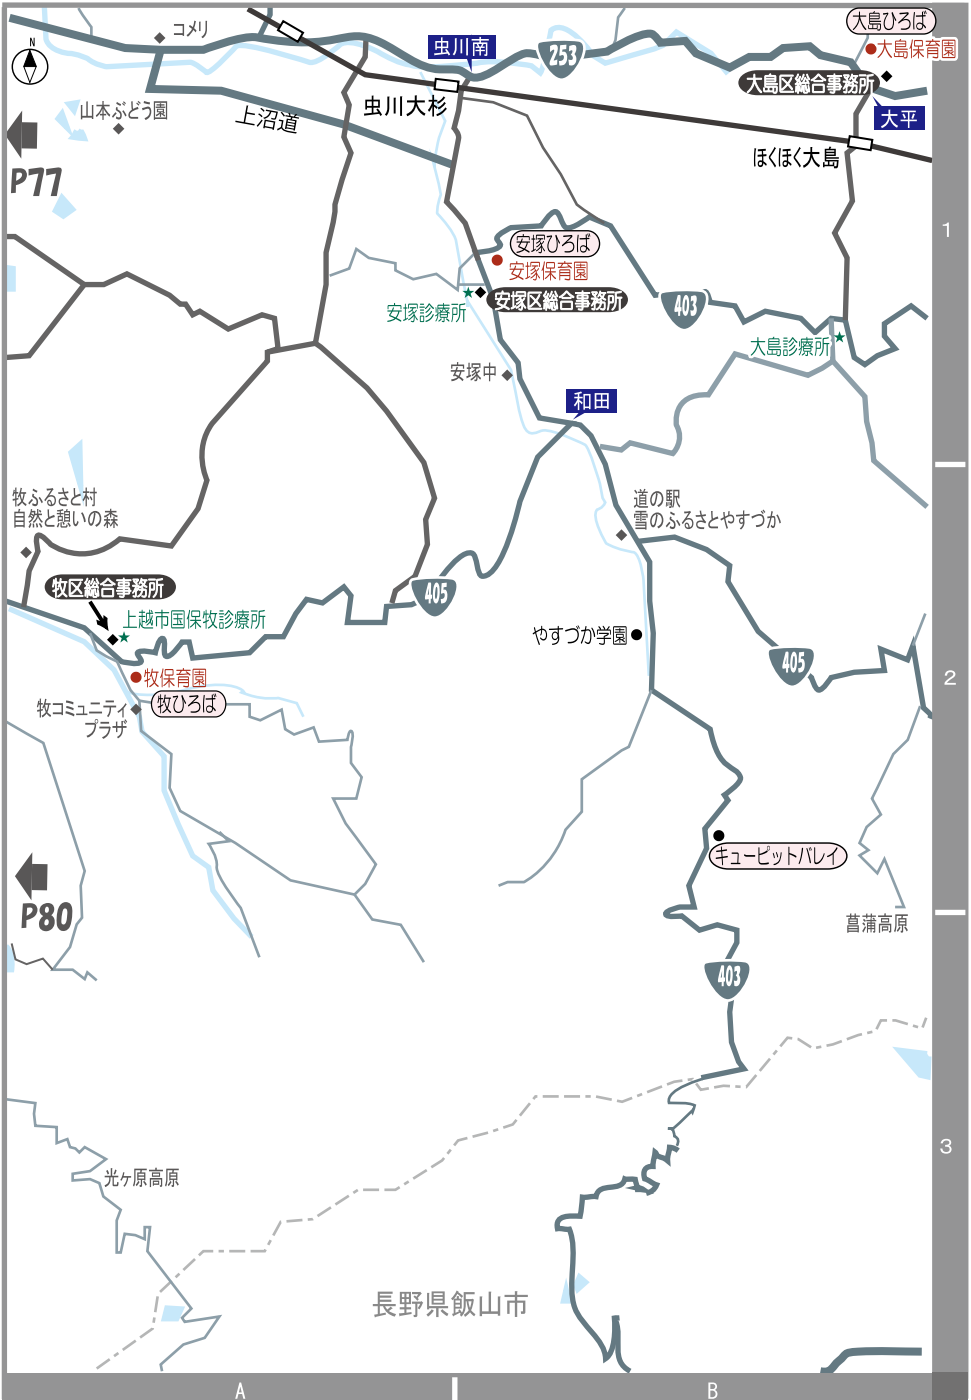 コメリ
虫川南
253
大島ひろば
大島保育園
大島区総合事務所
大平
N
山本ぶどう園
上沼道
虫川大杉
ほくほく大島
P77
1
安塚ひろば
安塚保育園
安塚区総合事務所
安塚診療所
403
大島診療所
安塚中
和田
牧ふるさと村
自然と憩いの森
道の駅
雪のふるさとやすづか
牧区総合事務所
405
上越市国保牧診療所
やすづか学園
405
2
牧保育園
牧ひろば
牧コミュニティ
プラザ
キューピットバレイ
P80
菖蒲高原
403
3
光ヶ原高原
長野県飯山市
A
B